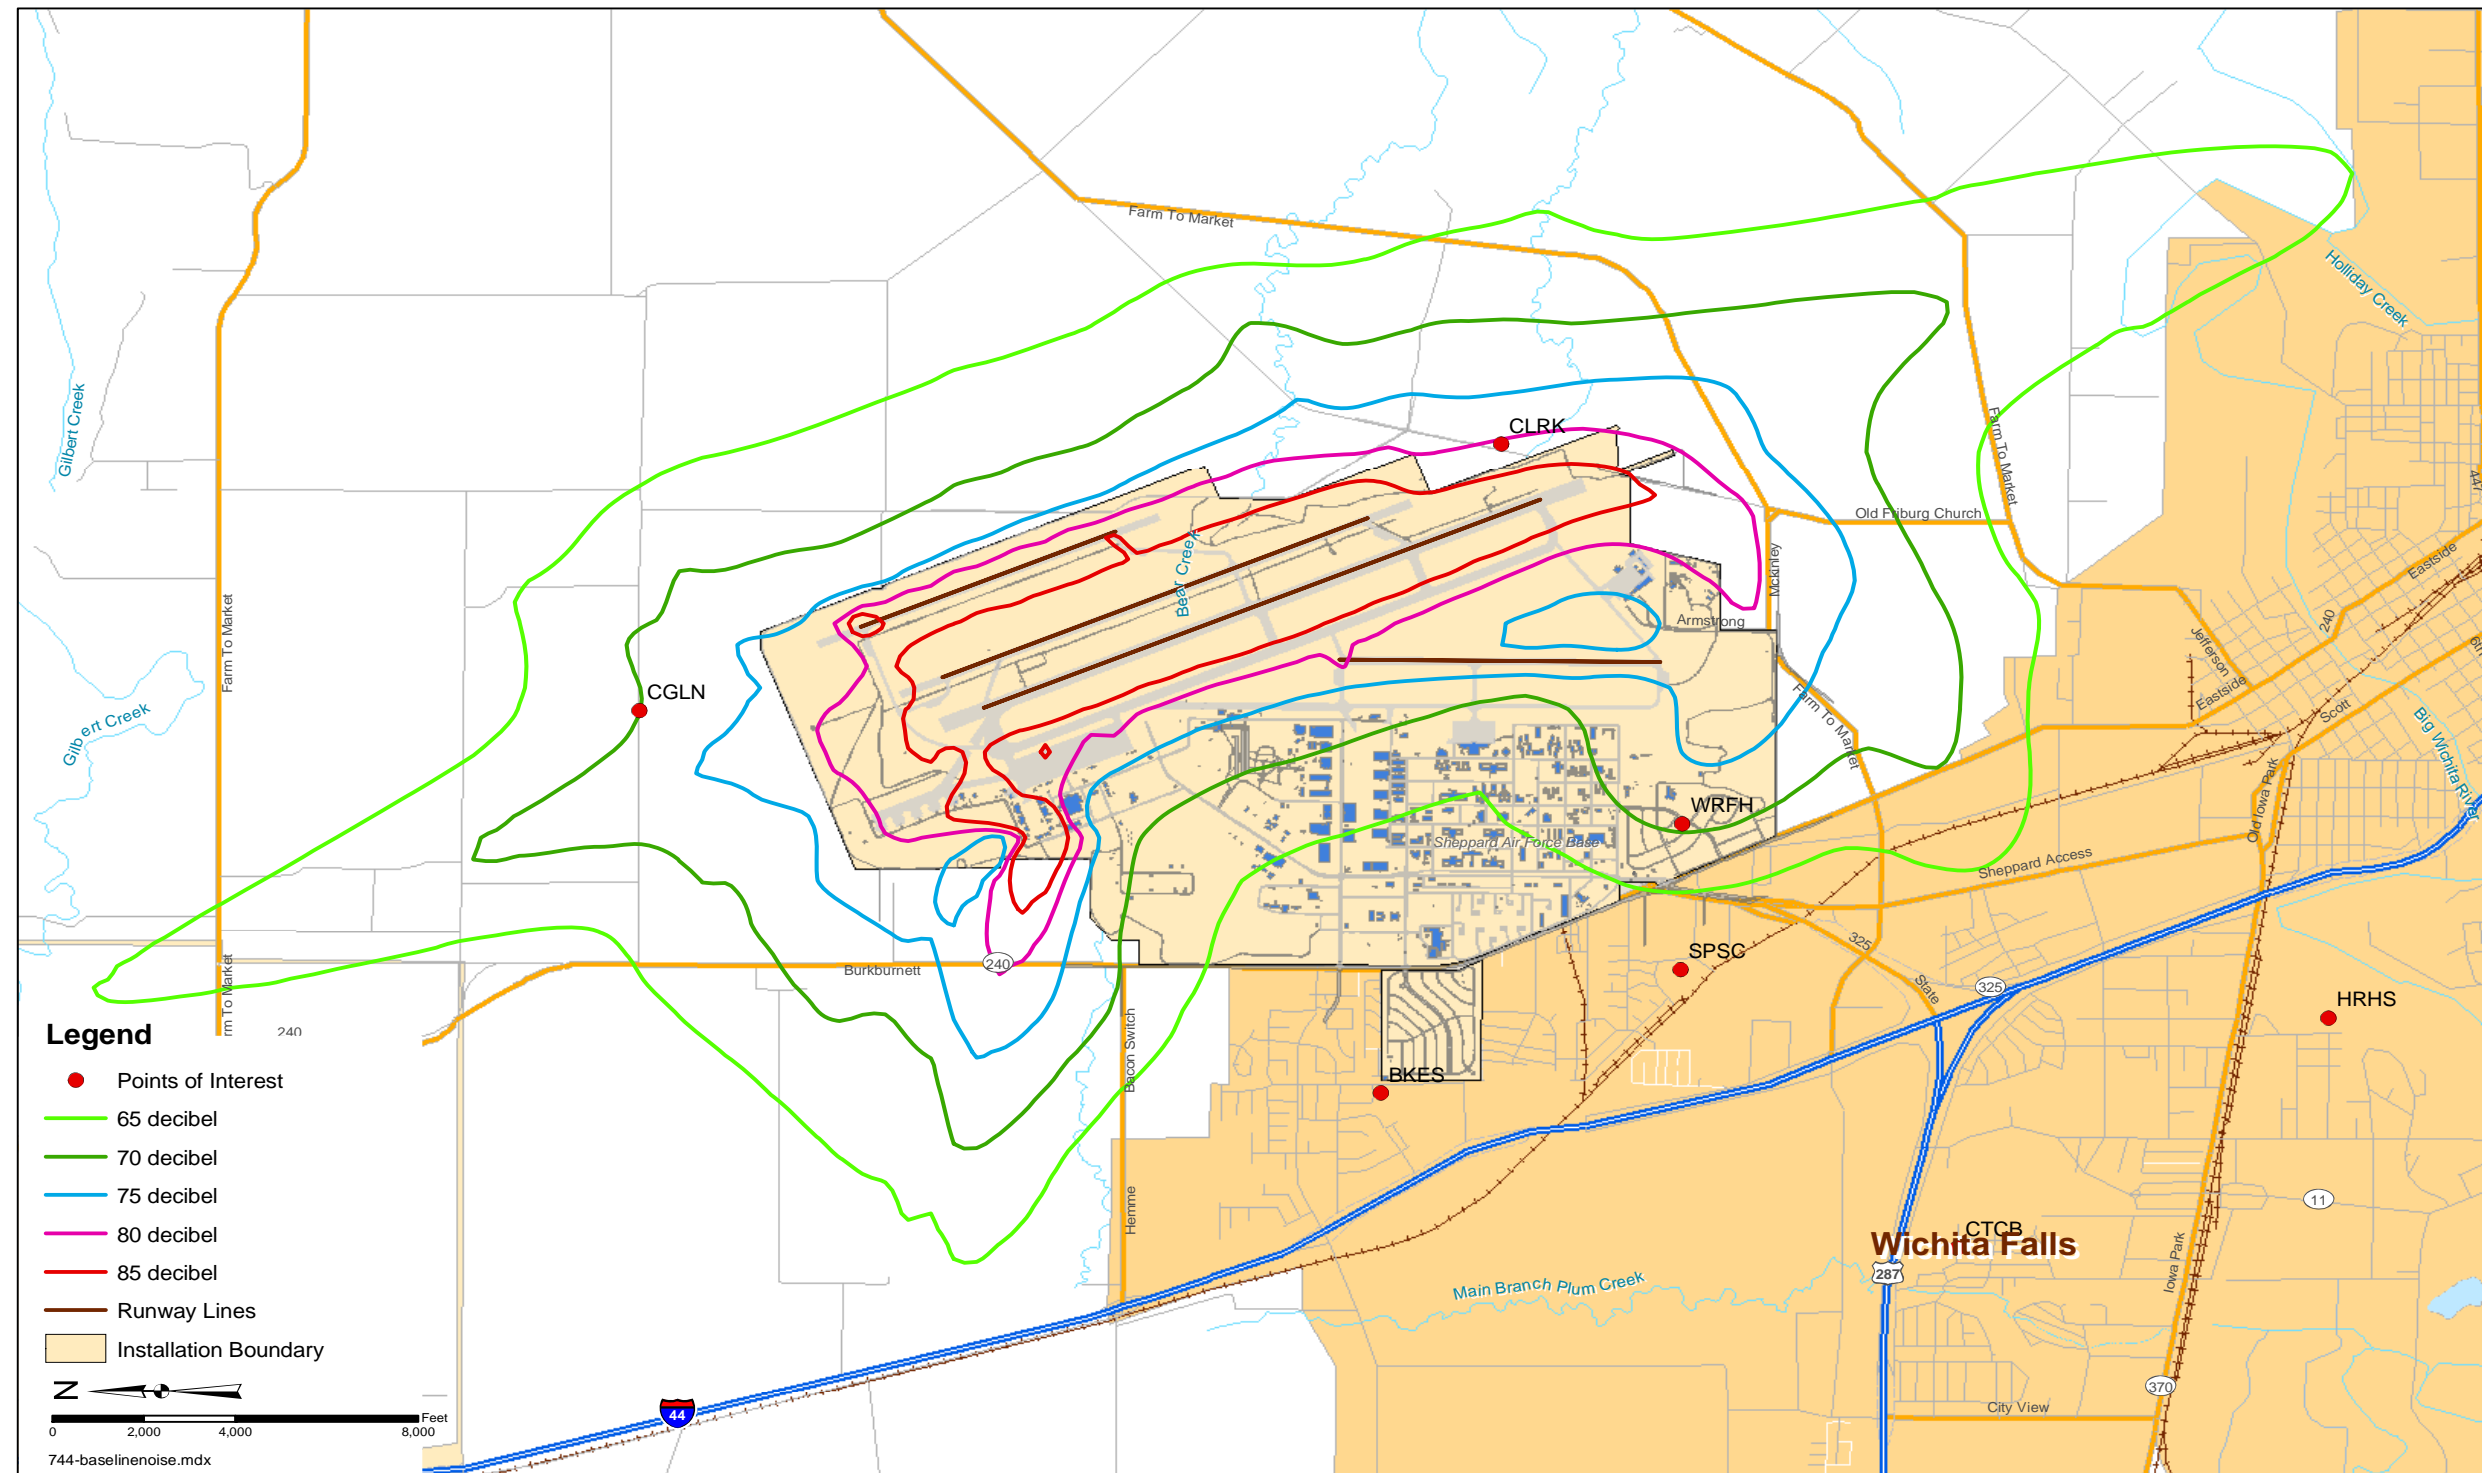 Farm To Market
Holliday Creek
Gilbert Creek
CLRK
Farm To Market
447
Old Friburg Church
Eastside
Bear Creek
Mckinley
Armstrong
240
Jefferson
6th
Farm To Market
CGLN
Gilbert Creek
Farm To Market
Eastside
Scott
Big Wichita River
Old Iowa Park
WRFH
Sheppard Air Force Base
Sheppard Access
325
SPSC
State
325
HRHS
Burkburnett
240
rm To Market
240
Bacon Switch
BKES
Hemme
11
CTCB
Wichita Falls
287
Iowa Park
Main Branch Plum Creek
370
City View
44
Legend
Points of Interest
65 decibel
70 decibel
75 decibel
80 decibel
85 decibel
Runway Lines
Installation Boundary
N
Feet
0 2,000 4,000 8,000
744-baselinenoise.mdx